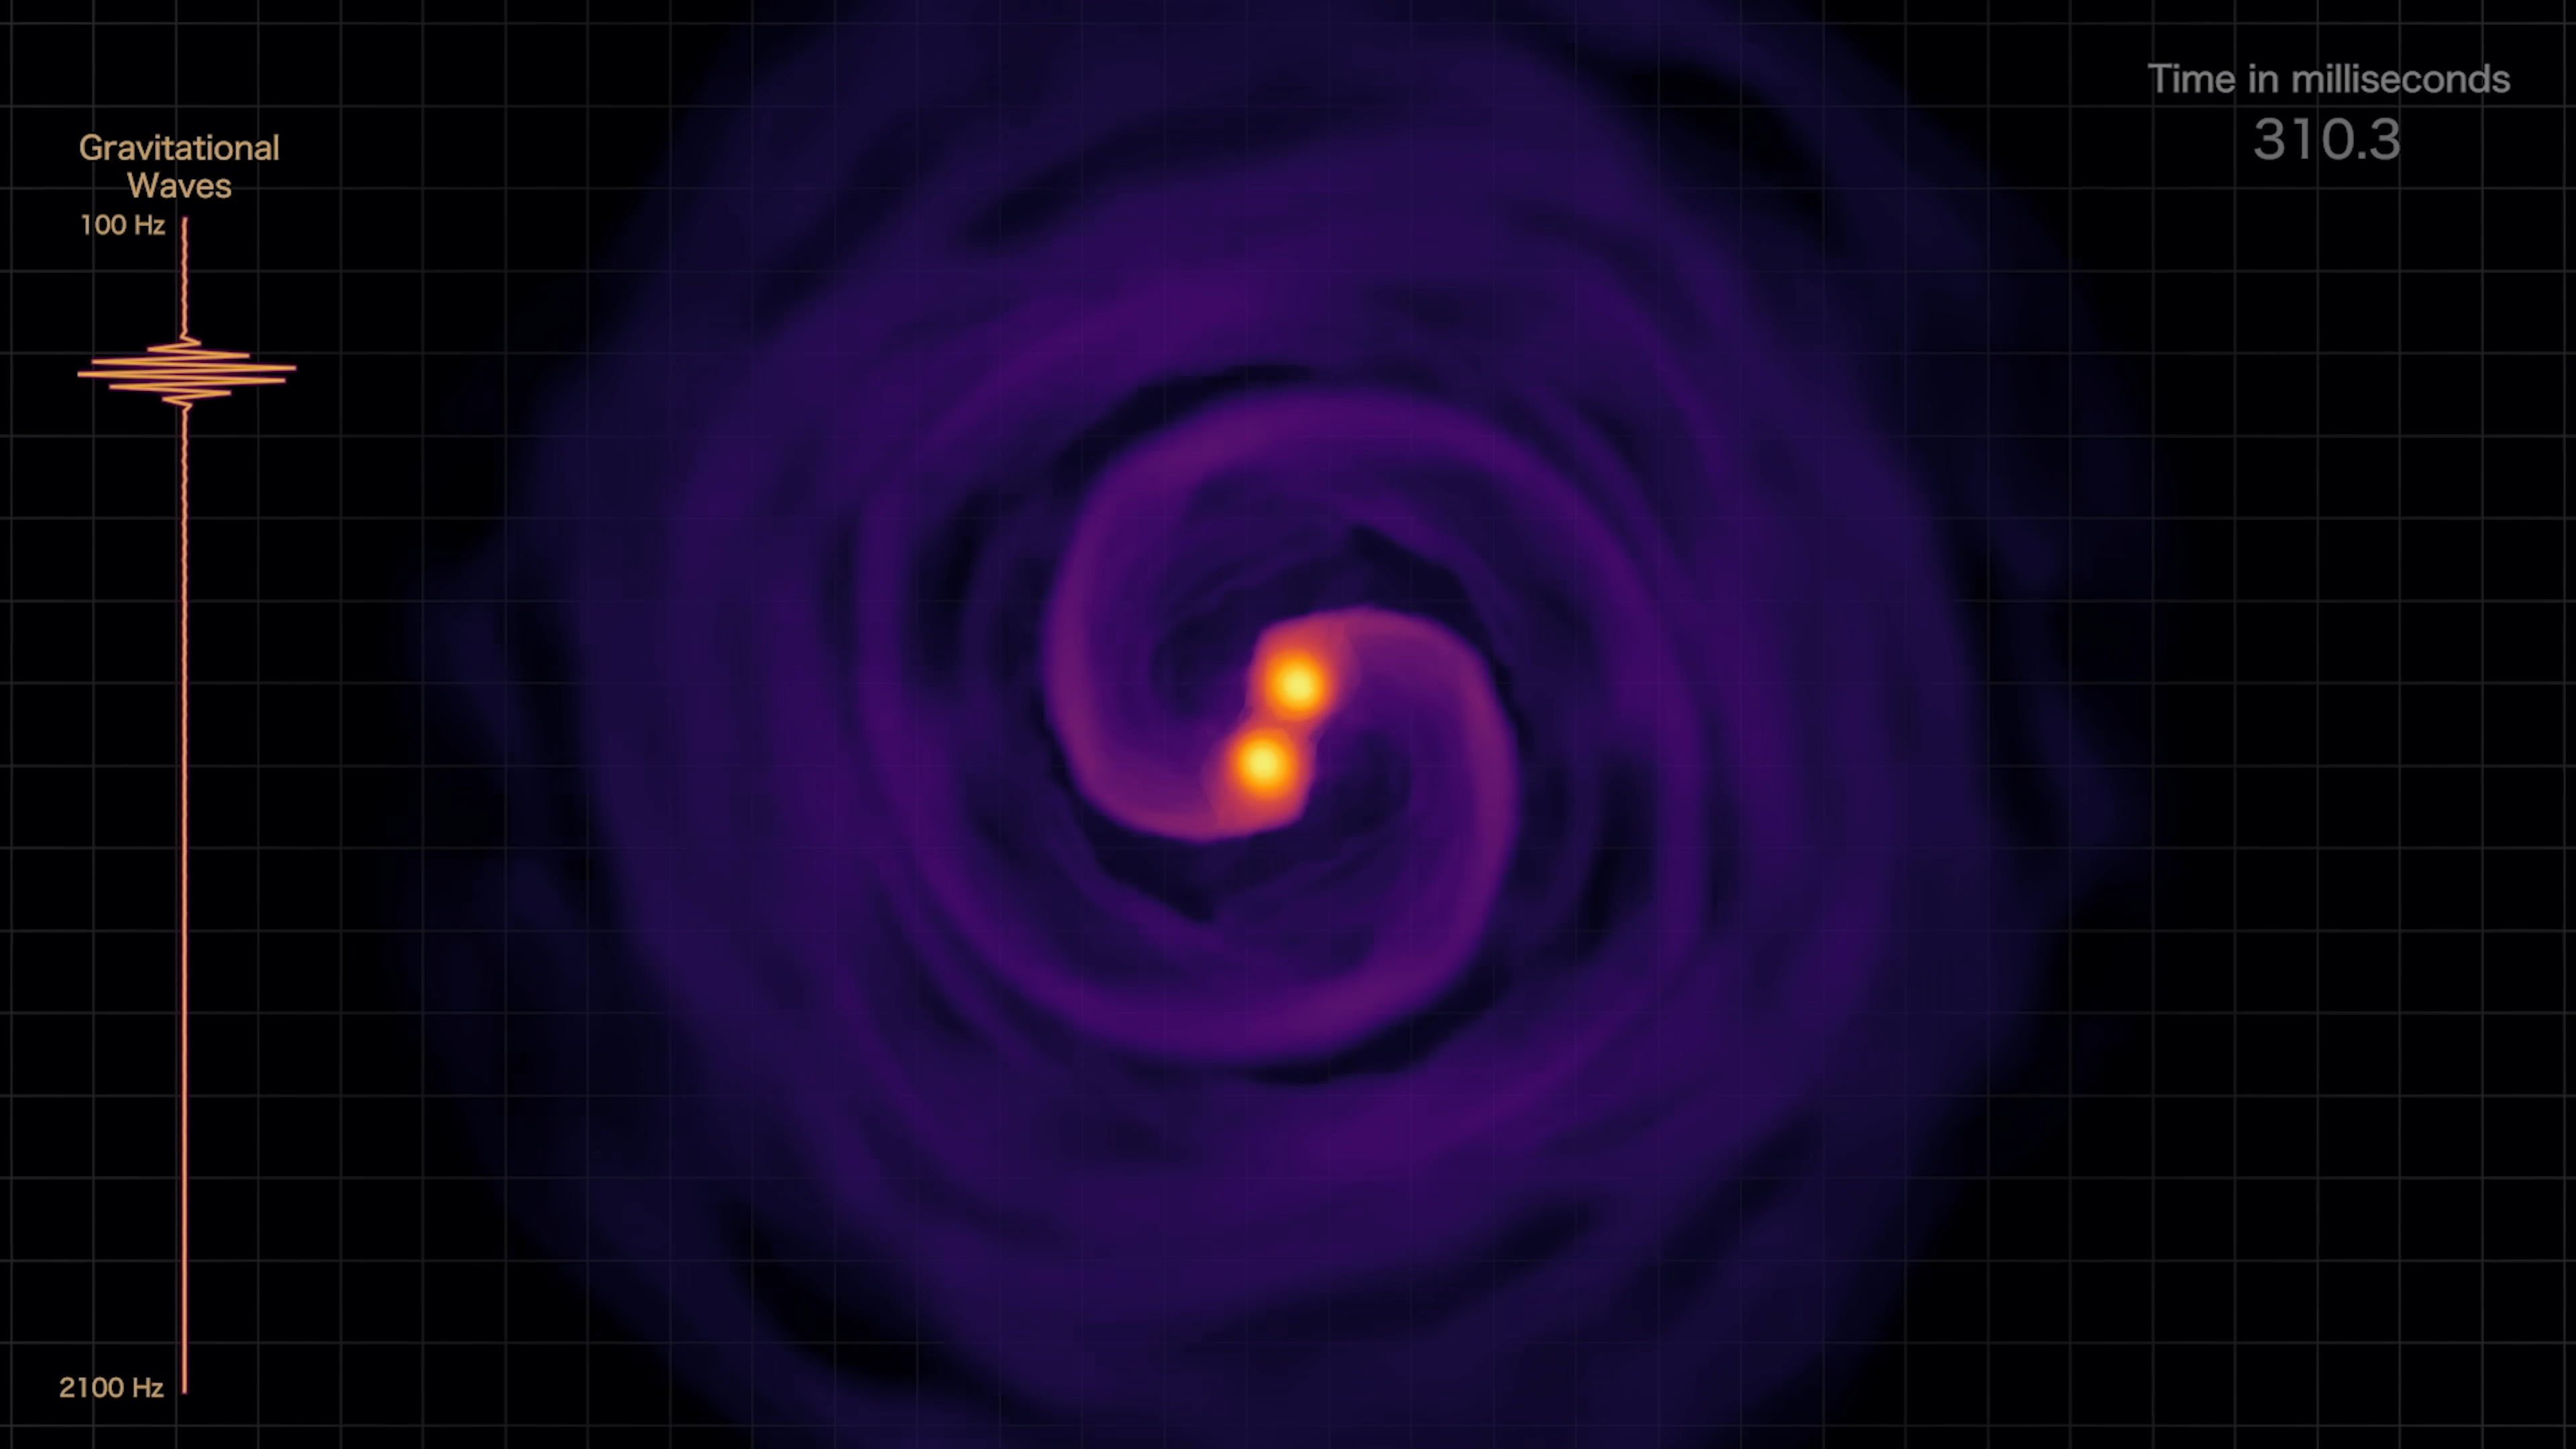 Gravitational
Waves
100 Hz
2100 Hz
Time in milliseconds
310.3